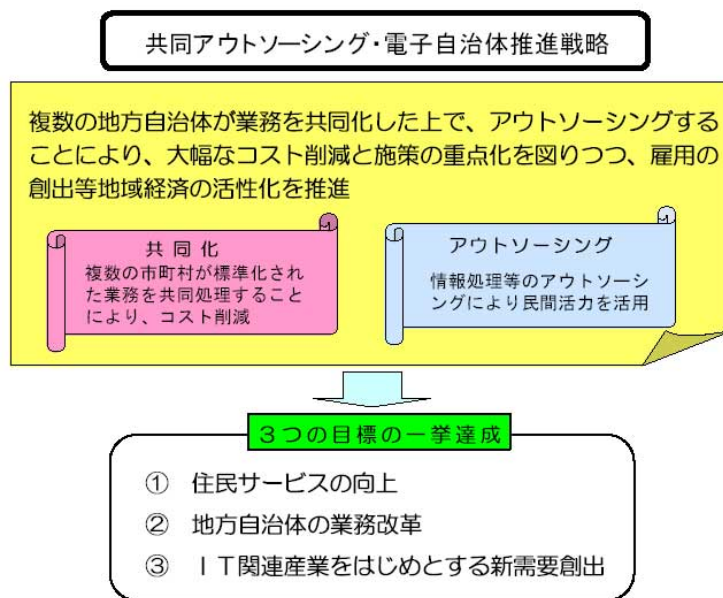 共同アウトソーシング・電子自治体推進戦略
複数の地方自治体が業務を共同化した上で、アウトソーシングする
ことにより、大幅なコスト削減と施策の重点化を図りつつ、雇用の
創出等地域経済の活性化を推進
共同化
複数の市町村が標準化され
た業務を共同処理すること
により、コスト削減
アウトソーシング
情報処理等のアウトソーシ
ングにより民間活力を活用
３つの目標の一挙達成
① 住民サービスの向上
② 地方自治体の業務改革
③ ＩＴ関連産業をはじめとする新需要創出